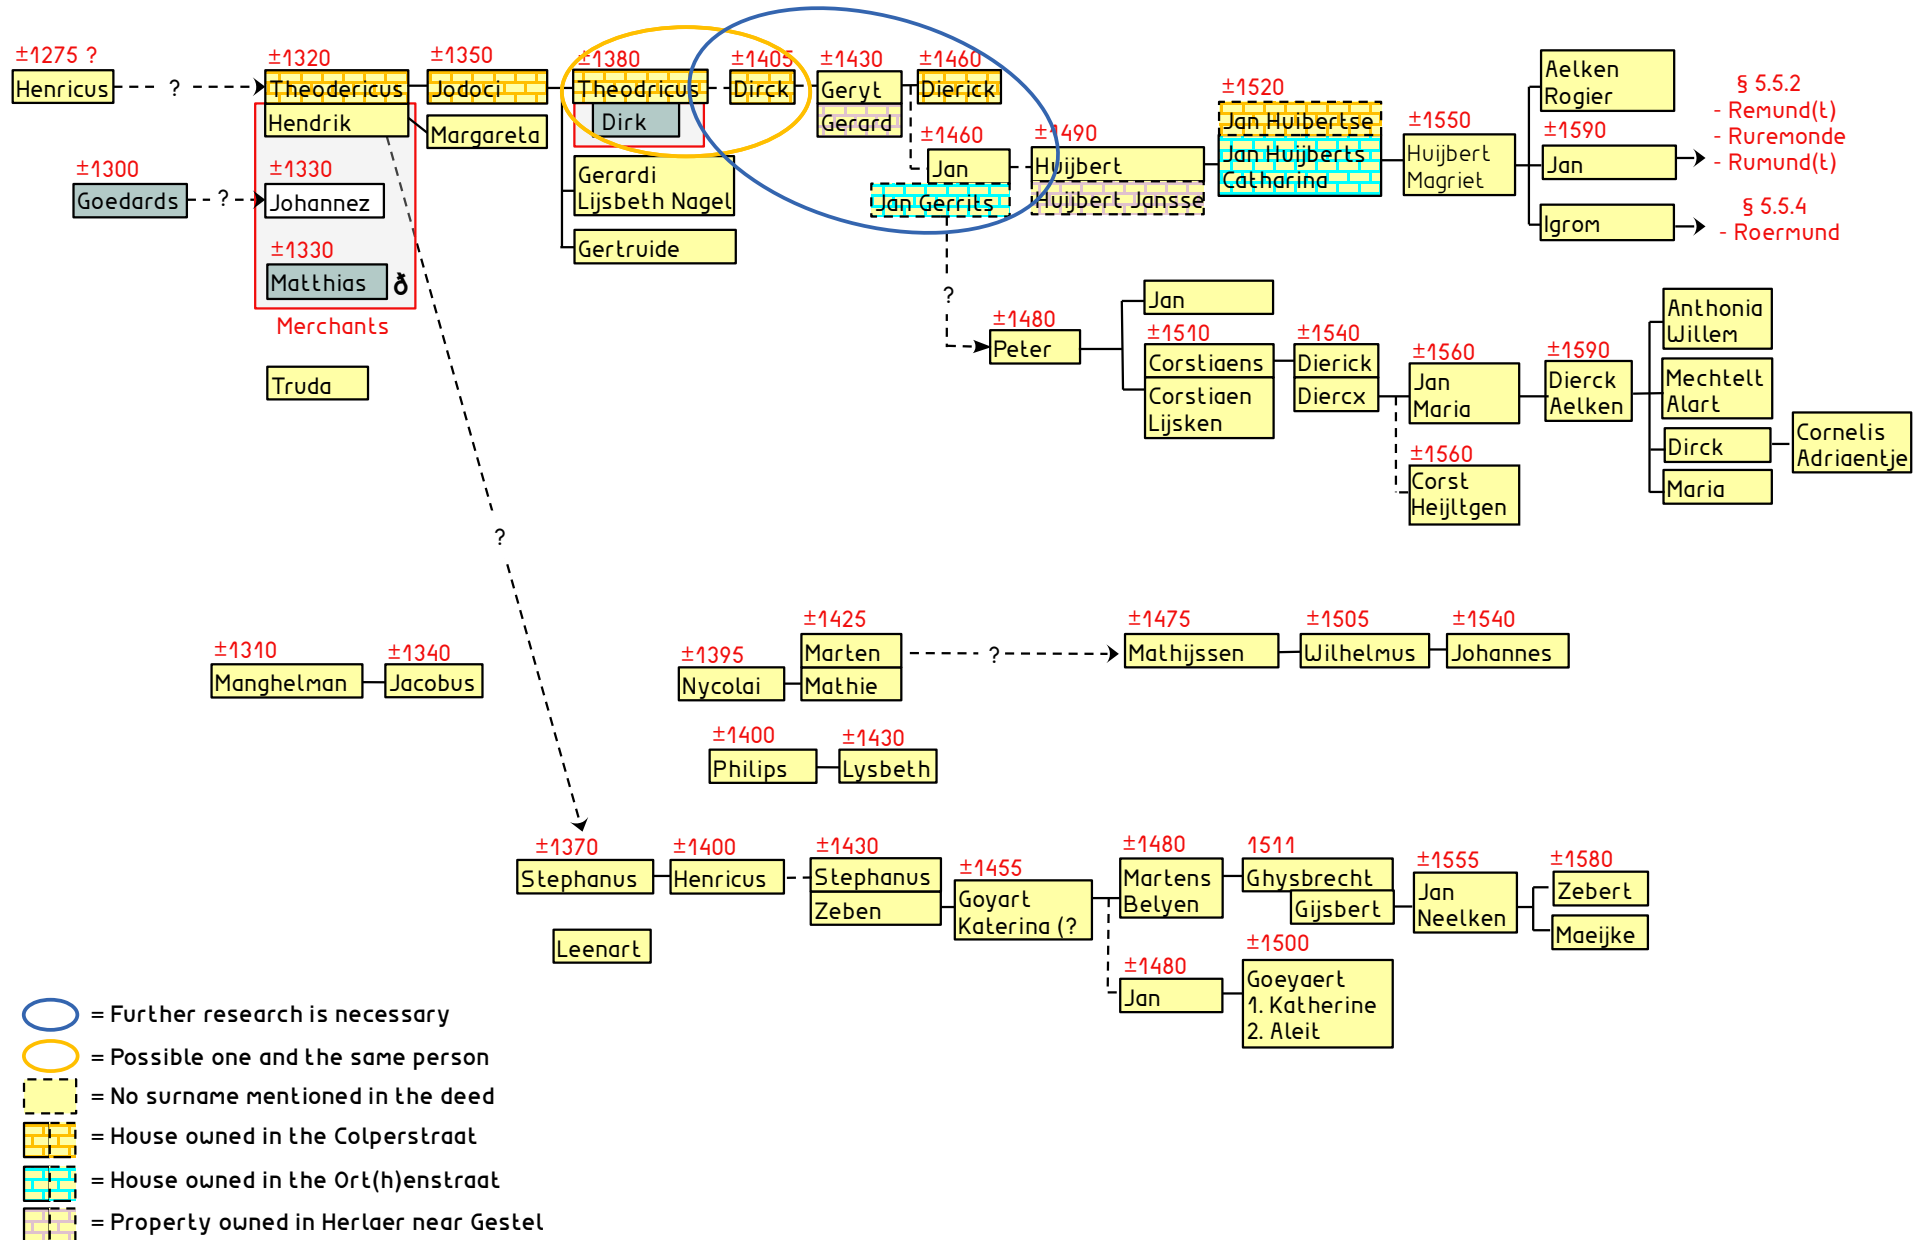 ±1275 ?
Henricus
?
±1320
Theodericus
Hendrik
±1350
Jodoci
Margareta
±1380
Theodricus
Dirk
±1405
Dirck
±1430
Geryt
Gerard
±1460
Dierick
±1460
Jan
Jan Gerrits
±1490
Huijbert
Huijbert Jansse
±1520
Jan Huibertse
Jan Huijberts
Catharina
±1550
Huijbert
Magriet
Aelken
Rogier
±1590
Jan
Igrom
§ 5.5.2
- Remund(t)
- Ruremonde
- Rumund(t)
§ 5.5.4
- Roermund
±1300
Goedards
?
±1330
Johannez
±1330
Matthias
ð
Merchants
Truda
Gerardi
Lijsbeth Nagel
Gertruide
?
±1480
Peter
Jan
±1510
Corstiaens
Corstiaen
Lijsken
±1540
Dierick
Diercx
±1560
Jan
Maria
±1560
Corst
Heijltgen
±1590
Dierck
Aelken
Anthonia
Willem
Mechtelt
Alart
Dirck
Maria
Cornelis
Adriaentje
?
±1310
Manghelman
±1340
Jacobus
±1395
Nycolai
±1425
Marten
Mathie
?
±1475
Mathijssen
±1505
Wilhelmus
±1540
Johannes
±1400
Philips
±1430
Lysbeth
±1370
Stephanus
±1400
Henricus
±1430
Stephanus
Zeben
±1455
Goyart
Katerina (?
±1480
Martens
Belyen
1511
Ghysbrecht
Gijsbert
±1555
Jan
Neelken
±1580
Zebert
Maeijke
Leenart
±1480
Jan
±1500
Goeyaert
1. Katherine
2. Aleit
= Further research is necessary
= Possible one and the same person
= No surname mentioned in the deed
= House owned in the Colperstraat
= House owned in the Ort(h)enstraat
= Property owned in Herlaer near Gestel